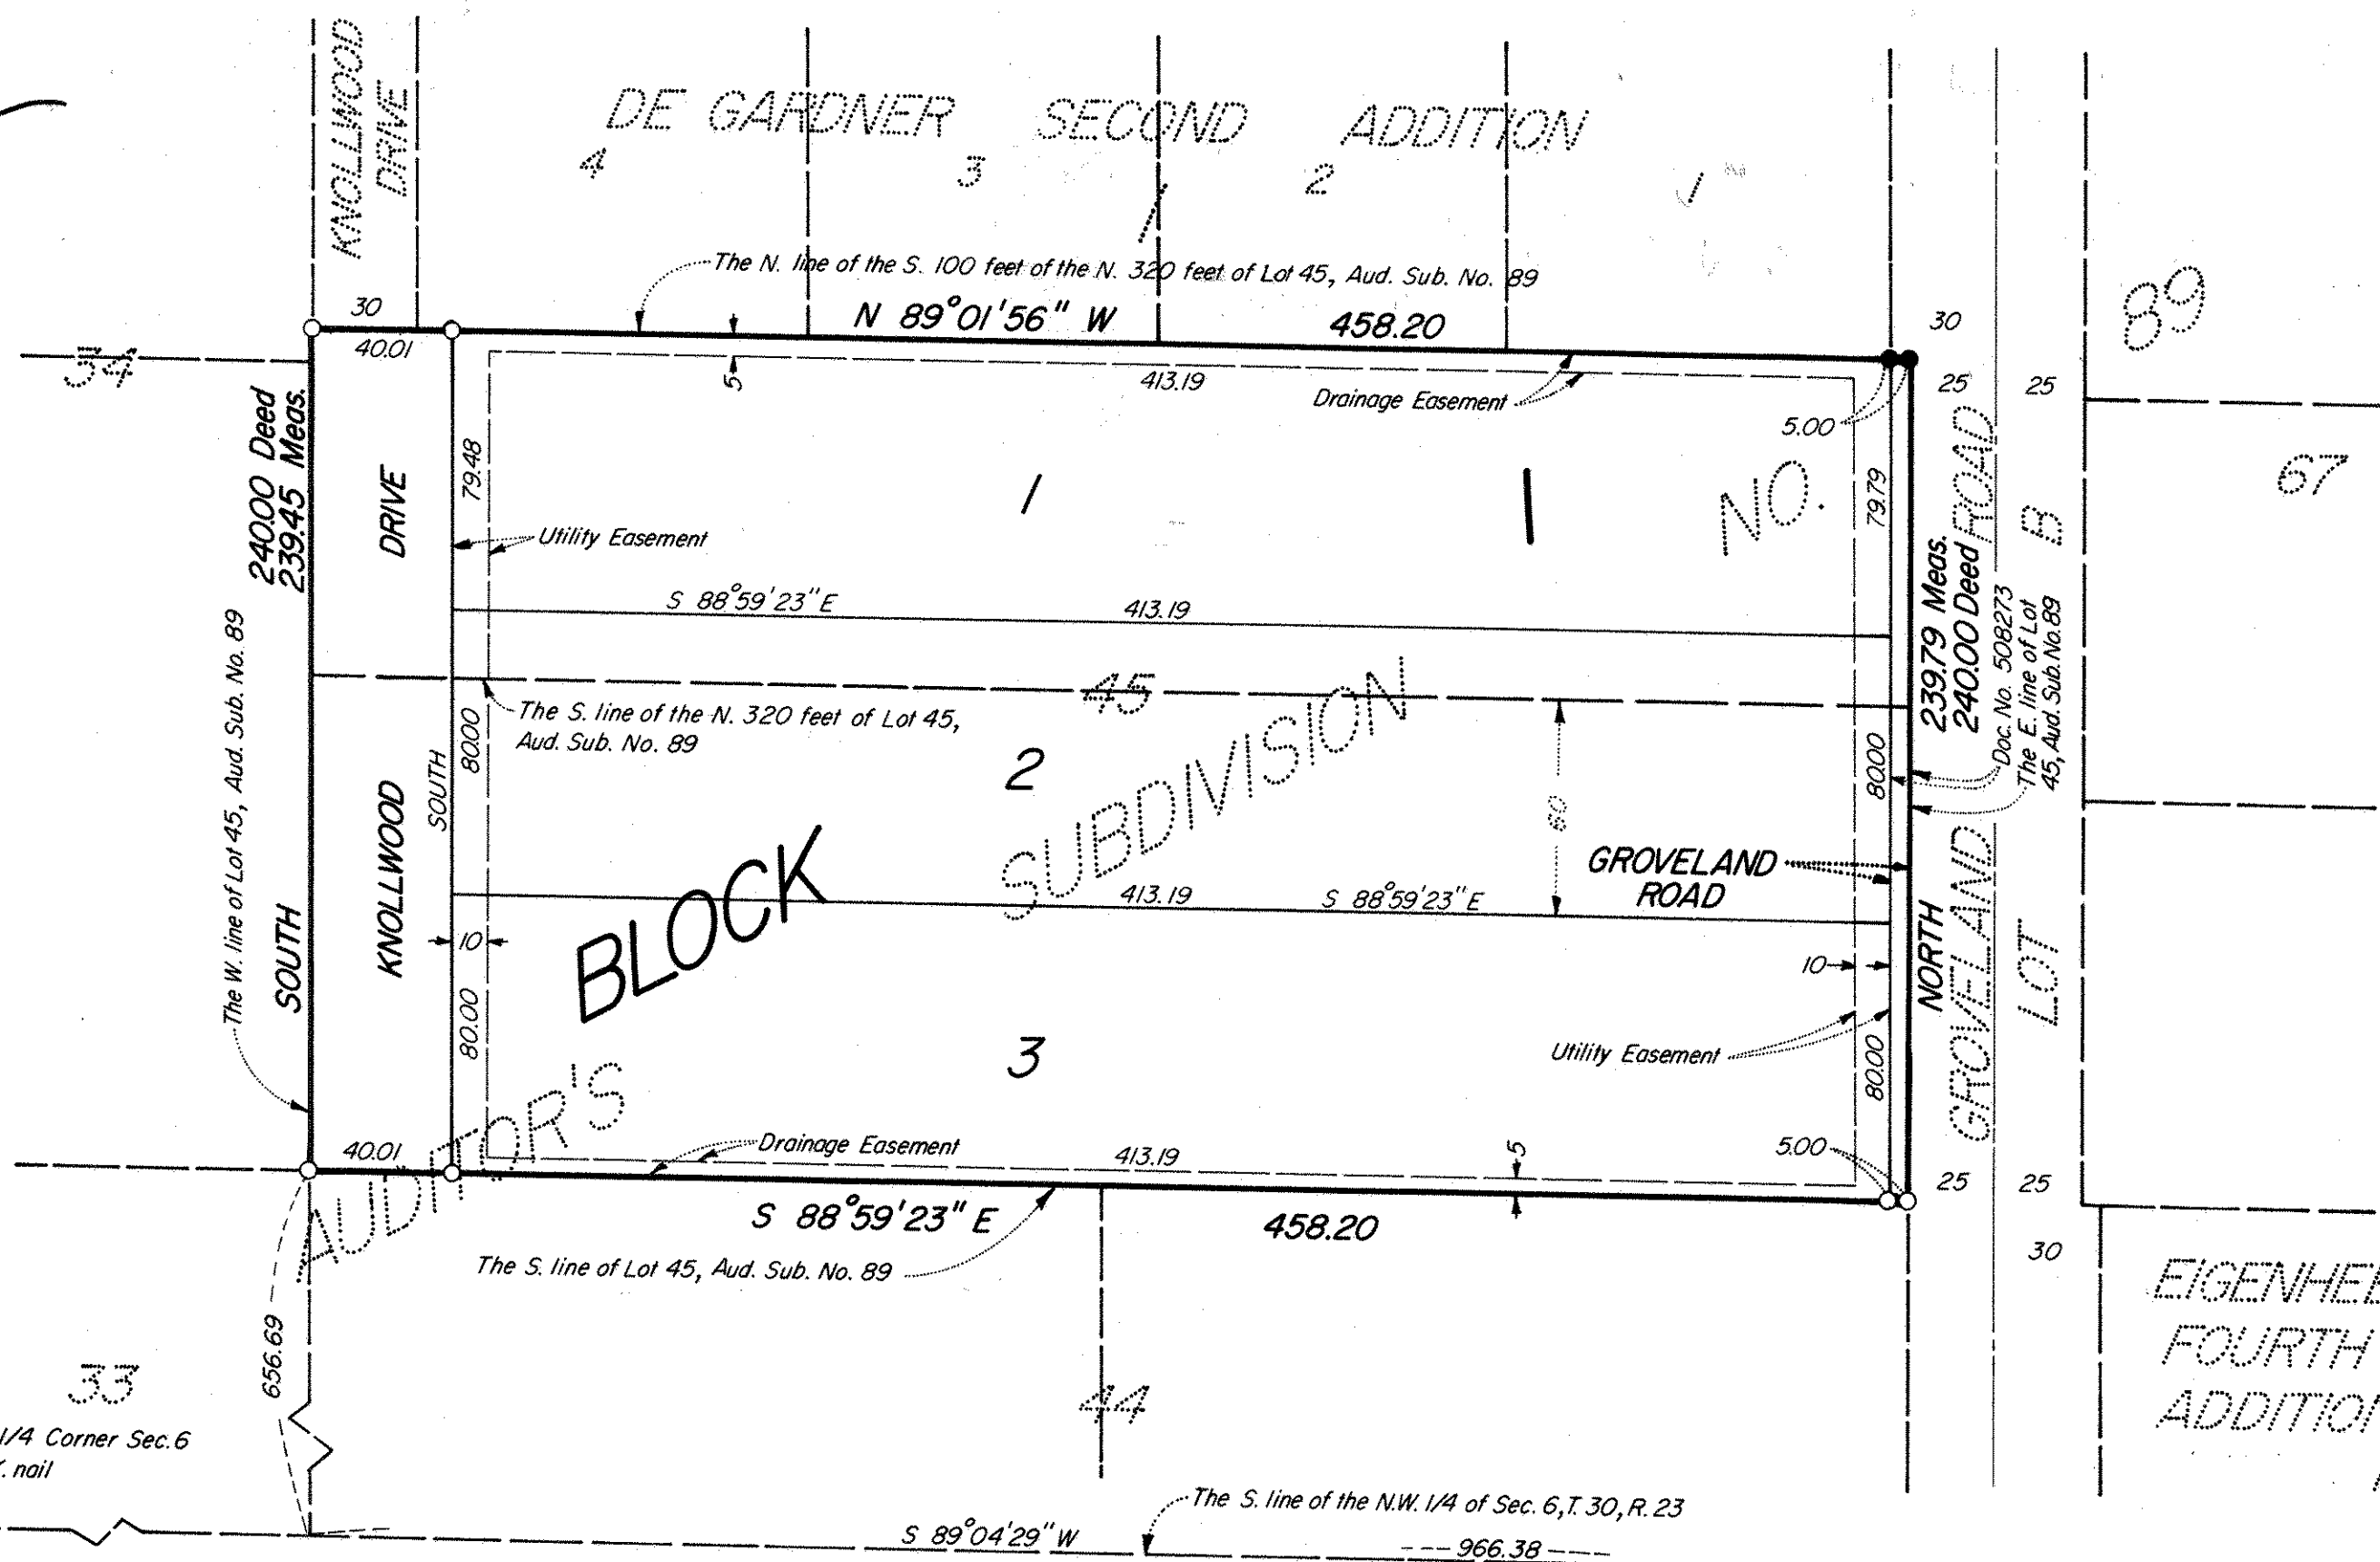 KNOLLWOOD
DRIVE
DE GARDNER SECOND ADDITION
4
3
2
1
1
The N. line of the S. 100 feet of the N. 320 feet of Lot 45, Aud. Sub. No. 89
30
N 89°01'56" W
458.20
30
89
54
40.01
5
413.19
Drainage Easement
25
25
5.00
240.00 Deed
239.45 Meas.
DRIVE
79.48
1
1
NO.
79.79
67
Utility Easement
S 88°59'23" E
413.19
239.79 Meas.
240.00 Deed
ROAD
Doc. No. 508273
The E. line of Lot
45, Aud. Sub. No. 89
B
The W. line of Lot 45, Aud. Sub. No. 89
45
The S. line of the N. 320 feet of Lot 45,
Aud. Sub. No. 89
80.00
SOUTH
2
SUBDIVISION
80
80.00
KNOLLWOOD
BLOCK
GROVELAND
ROAD
413.19
S 88°59'23" E
SOUTH
10
10
NORTH
GROVELAND
LOT
80.00
3
Utility Easement
80.00
AUDITOR'S
40.01
Drainage Easement
413.19
5
5.00
25
25
S 88°59'23" E
458.20
The S. line of Lot 45, Aud. Sub. No. 89
30
FOURTH
656.69
33
44
1/4 Corner Sec. 6
nail
The S. line of the N.W. 1/4 of Sec. 6, T. 30, R. 23
S 89°04'29" W
966.38